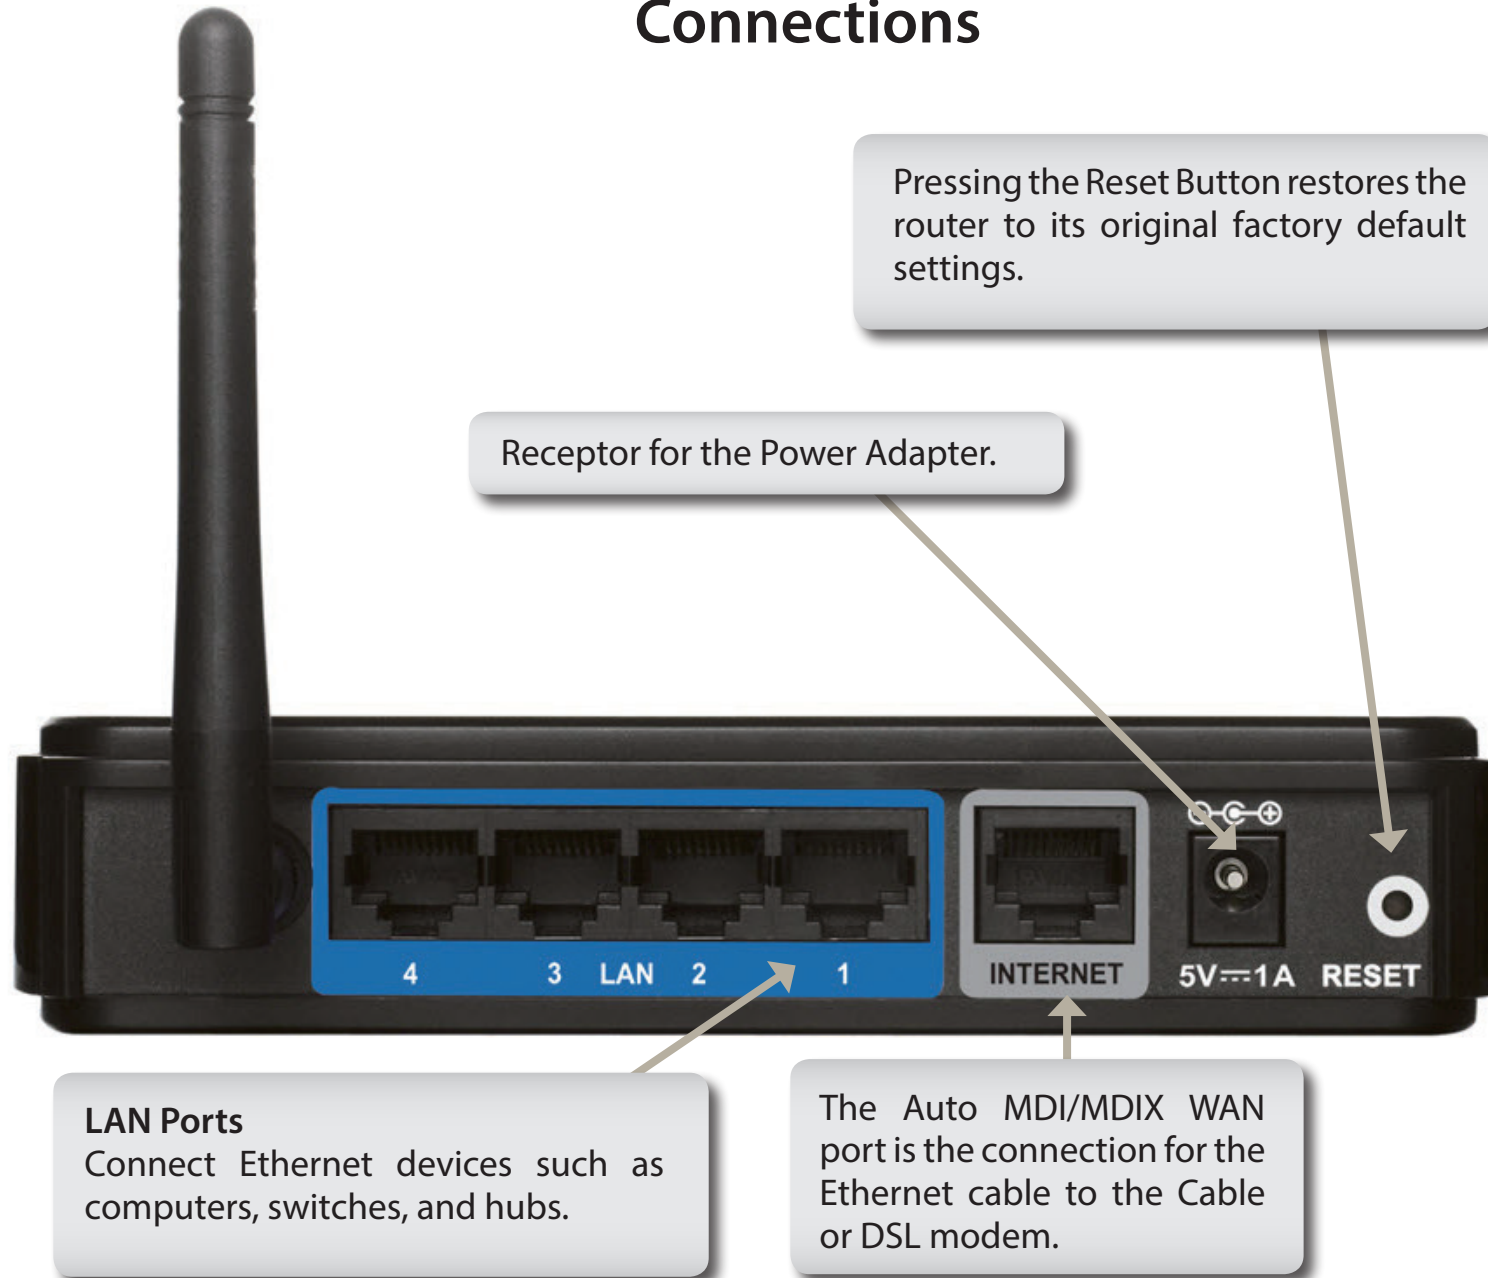 Connections
Pressing the Reset Button restores the
router to its original factory default
settings.
Receptor for the Power Adapter.
4 3 LAN 2 1
INTERNET
5V⎓1A
RESET
LAN Ports
Connect Ethernet devices such as
computers, switches, and hubs.
The Auto MDI/MDIX WAN
port is the connection for the
Ethernet cable to the Cable
or DSL modem.